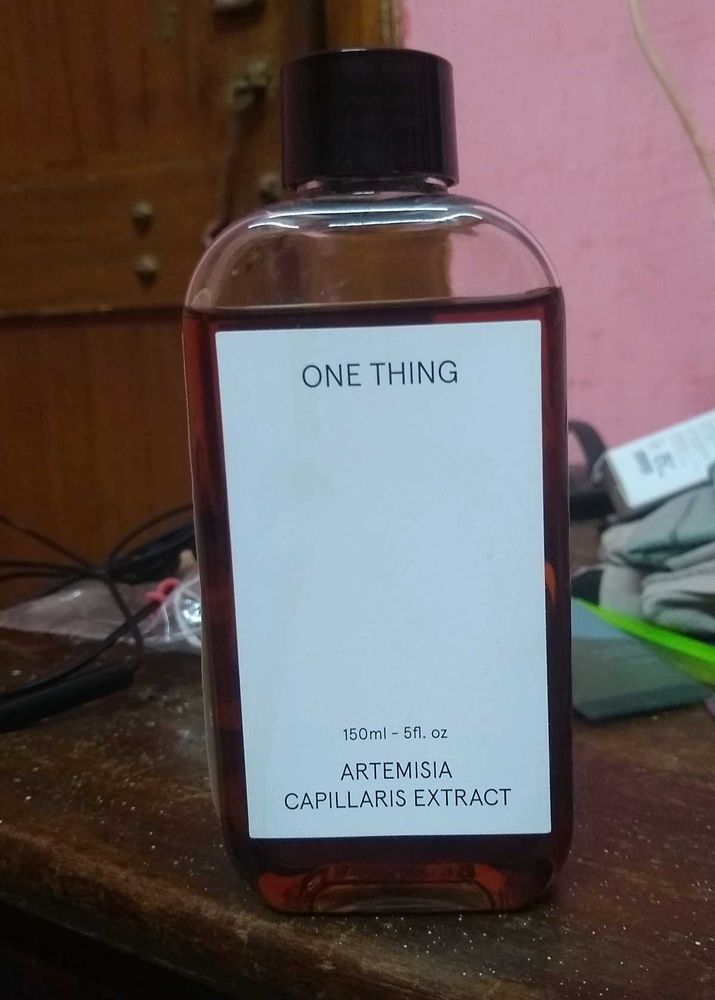 ONE THING
150ml - 5fl. oz
ARTEMISIA
CAPILLARIS EXTRACT